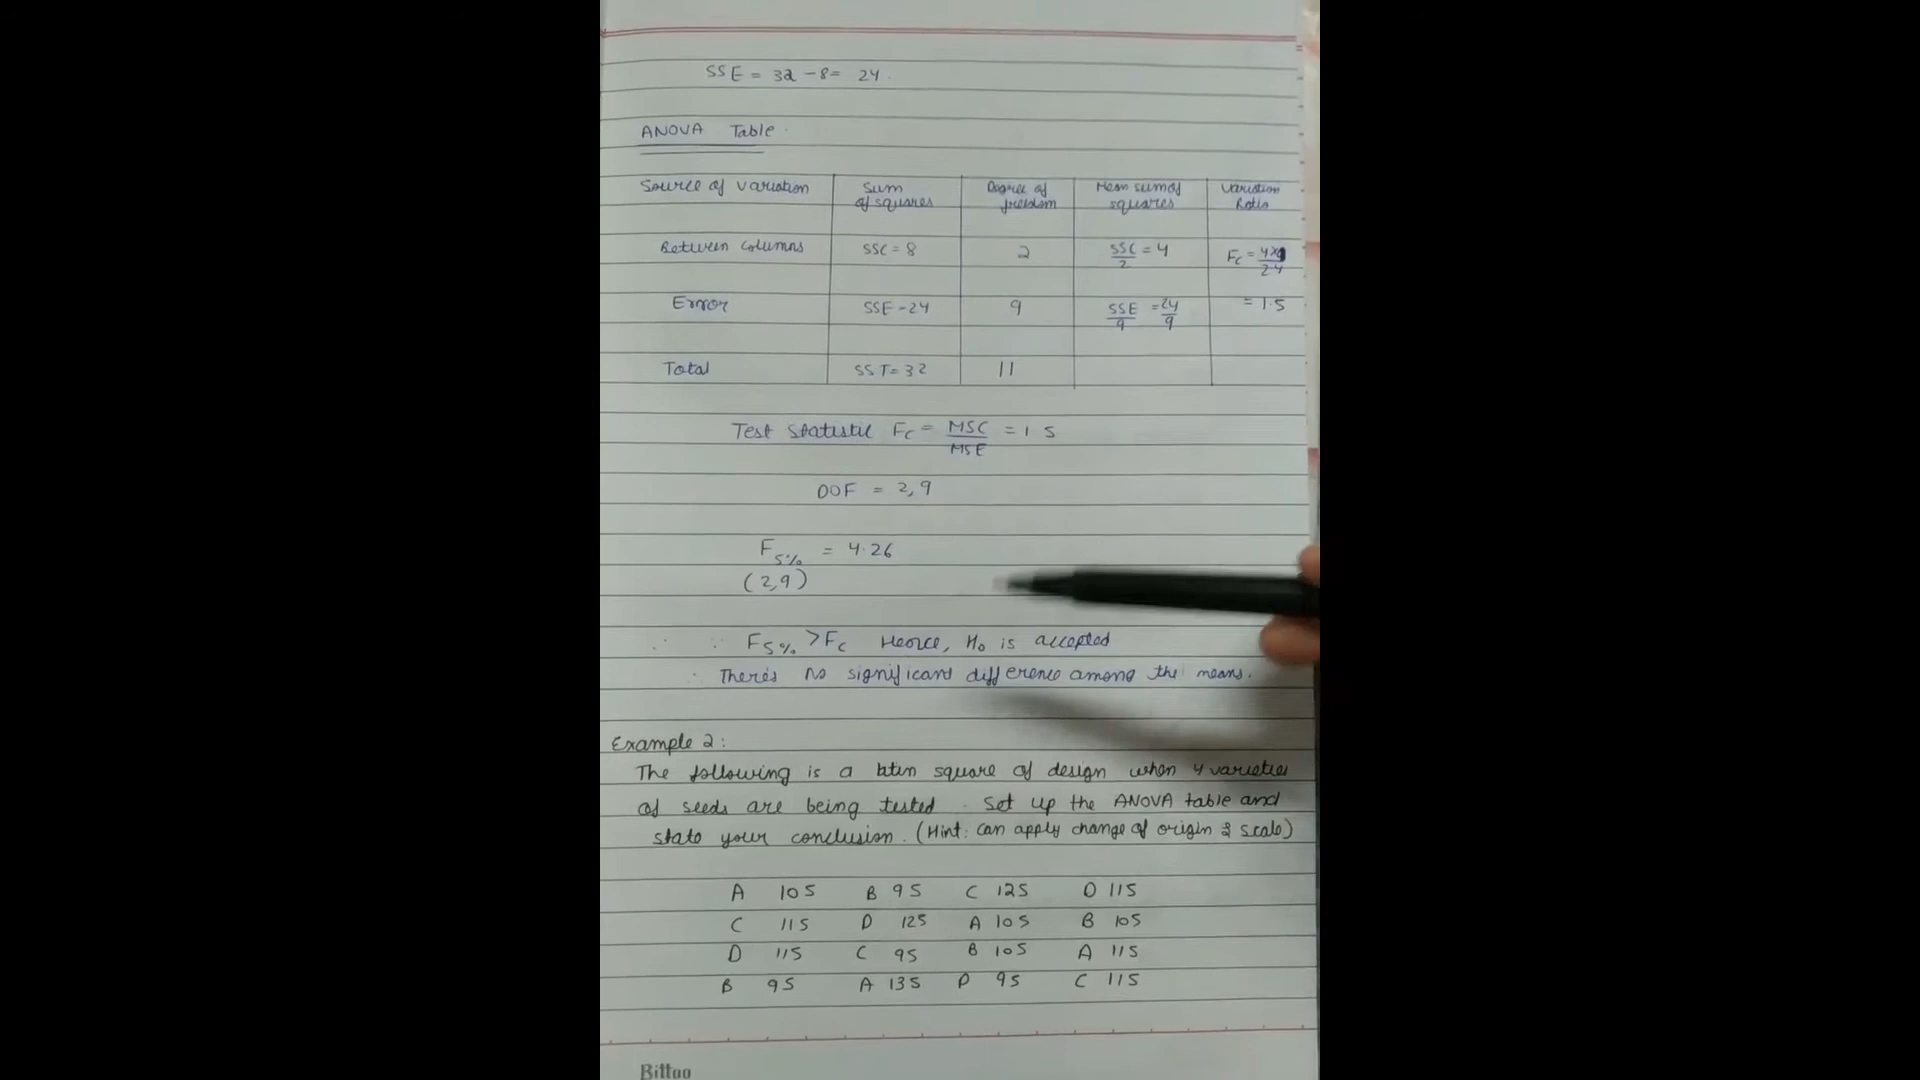 SSE = 32 - 8 = 24.
ANOVA Table.
Source of variation Sum of squares Degree of freedom Mean sum of squares Variation Ratio
Between columns SSC = 8 2 SSC/2 = 4 Fc = 4×9/24
= 1.5
Error SSE - 24 9 SSE/9 = 24/9
Total SST = 32 11
Test Statistic Fc = MSC/MSE = 1.5
DOF = 2, 9
F5% = 4.26
(2,9)
∴ ∵ F5% > Fc Hence, H0 is accepted
∴ There's no significant difference among the means.
Example 2:
The following is a latin square of design when 4 varieties
of seeds are being tested. Set up the ANOVA table and
state your conclusion. (Hint: can apply change of origin & scale)
A 105 B 95 C 125 D 115
C 115 D 125 A 105 B 105
D 115 C 95 B 105 A 115
B 95 A 135 D 95 C 115
Bittoo